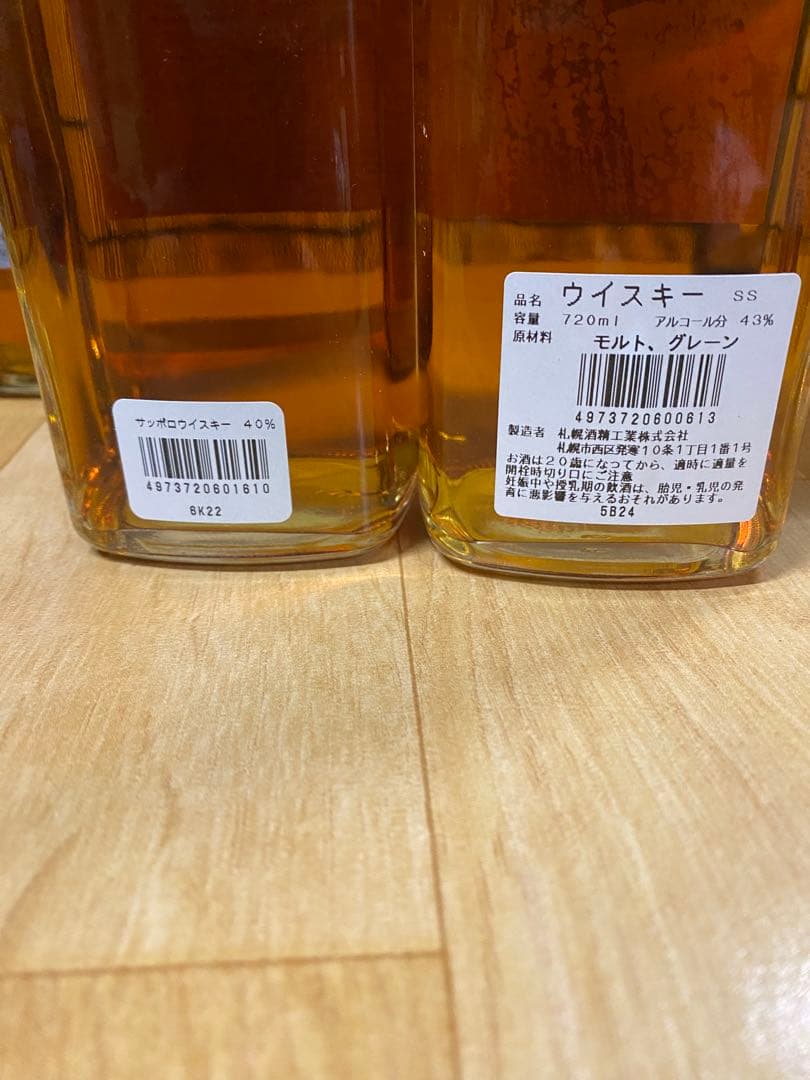 サッポロウイスキー 40%
4973720601610
6K22
品名 ウイスキー SS
容量 720ml アルコール分 43%
原材料 モルト、グレーン
4973720600613
製造者 札幌酒精工業株式会社
札幌市西区発寒10条1丁目1番1号
お酒は20歳になってから、適時に適量を
開栓時切り口にご注意
妊娠中や授乳期の飲酒は、胎児・乳児の発
育に悪影響を与えるおそれがあります。
5B24